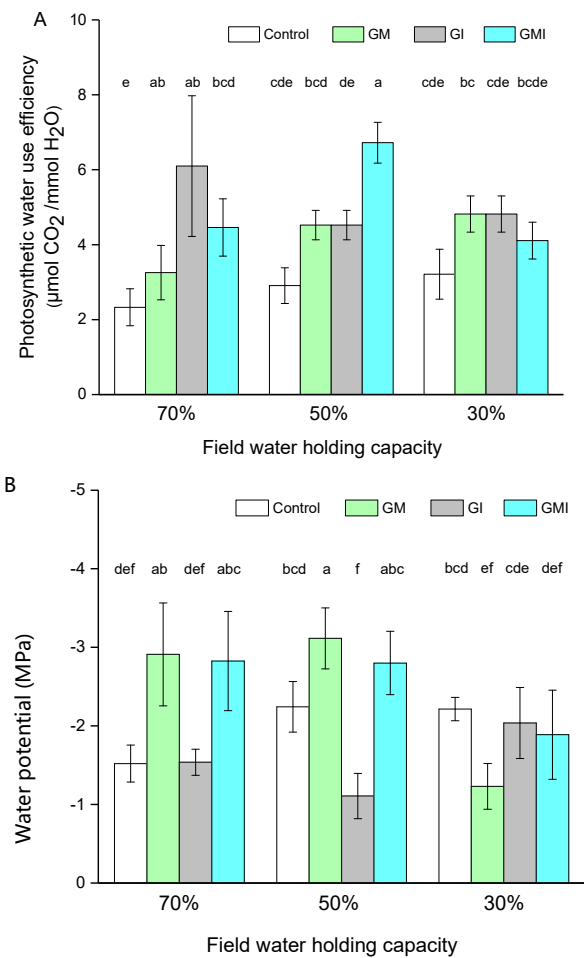 A
Photosynthetic water use efficiency
(μmol CO₂ /mmol H₂O)
10
8
6
4
2
0
Control GM GI GMI
e ab ab bcd cde bcd de a cde bc cde bcde
70% 50% 30%
Field water holding capacity
B
Water potential (MPa)
-5
-4
-3
-2
-1
0
Control GM GI GMI
def ab def abc bcd a f abc bcd ef cde def
70% 50% 30%
Field water holding capacity